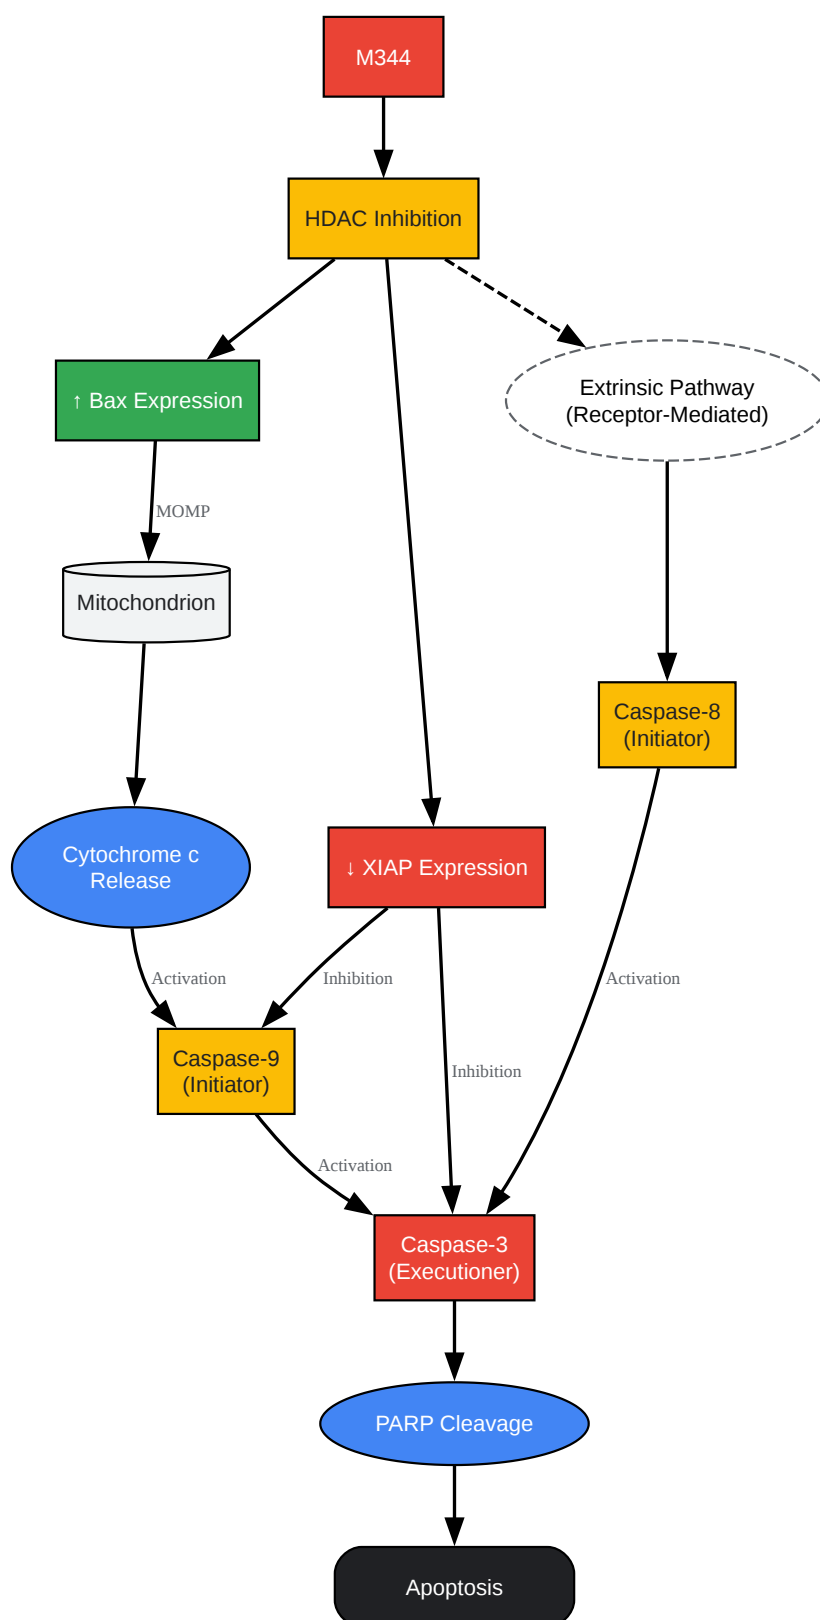 M344
HDAC Inhibition
↑ Bax Expression
Extrinsic Pathway
(Receptor-Mediated)
MOMP
Mitochondrion
Caspase-8
(Initiator)
Cytochrome c
Release
↓ XIAP Expression
Activation
Inhibition
Activation
Caspase-9
(Initiator)
Inhibition
Activation
Caspase-3
(Executioner)
PARP Cleavage
Apoptosis